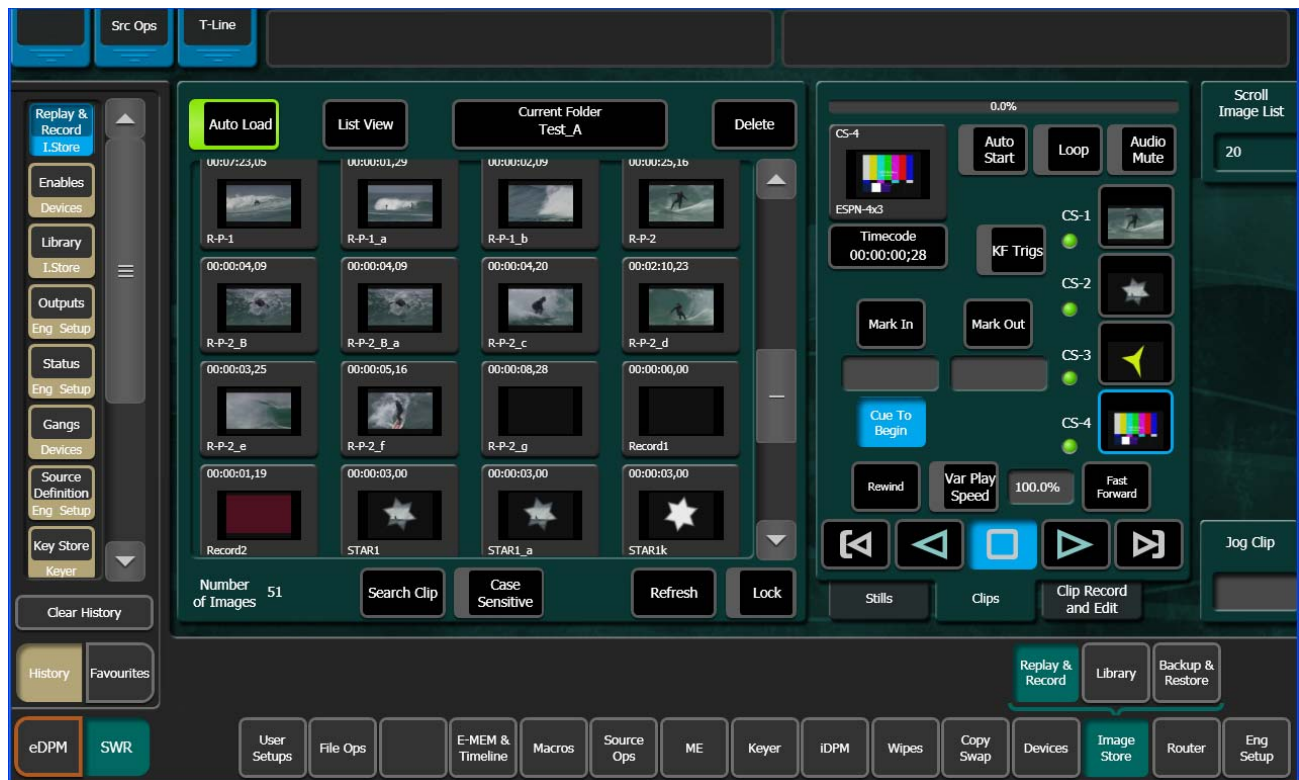 Src Ops
T-Line
Replay & Record
I.Store
Enables
Devices
Library
I.Store
Outputs
Eng Setup
Status
Eng Setup
Gangs
Devices
Source Definition
Eng Setup
Key Store
Keyer
Clear History
History
Favourites
eDPM
SWR
Auto Load
List View
Current Folder
Test_A
Delete
00:07:23,05
00:00:01,29
00:00:02,09
00:00:25,16
R-P-1
R-P-1_a
R-P-1_b
R-P-2
00:00:04,09
00:00:04,09
00:00:04,20
00:02:10,23
R-P-2_B
R-P-2_B_a
R-P-2_c
R-P-2_d
00:00:03,25
00:00:05,16
00:00:08,28
00:00:00,00
R-P-2_e
R-P-2_f
R-P-2_g
Record1
00:00:01,19
00:00:03,00
00:00:03,00
00:00:03,00
Record2
STAR1
STAR1_a
STAR1k
Number of Images
51
Search Clip
Case Sensitive
Refresh
Lock
0.0%
CS-4
ESPN-4x3
Auto Start
Loop
Audio Mute
Timecode
00:00:00;28
KF Trigs
CS-1
CS-2
CS-3
CS-4
Mark In
Mark Out
Cue To Begin
Rewind
Var Play Speed
100.0%
Fast Forward
Stills
Clips
Clip Record and Edit
Scroll Image List
20
Jog Clip
Replay & Record
Library
Backup & Restore
User Setups
File Ops
E-MEM & Timeline
Macros
Source Ops
ME
Keyer
iDPM
Wipes
Copy Swap
Devices
Image Store
Router
Eng Setup